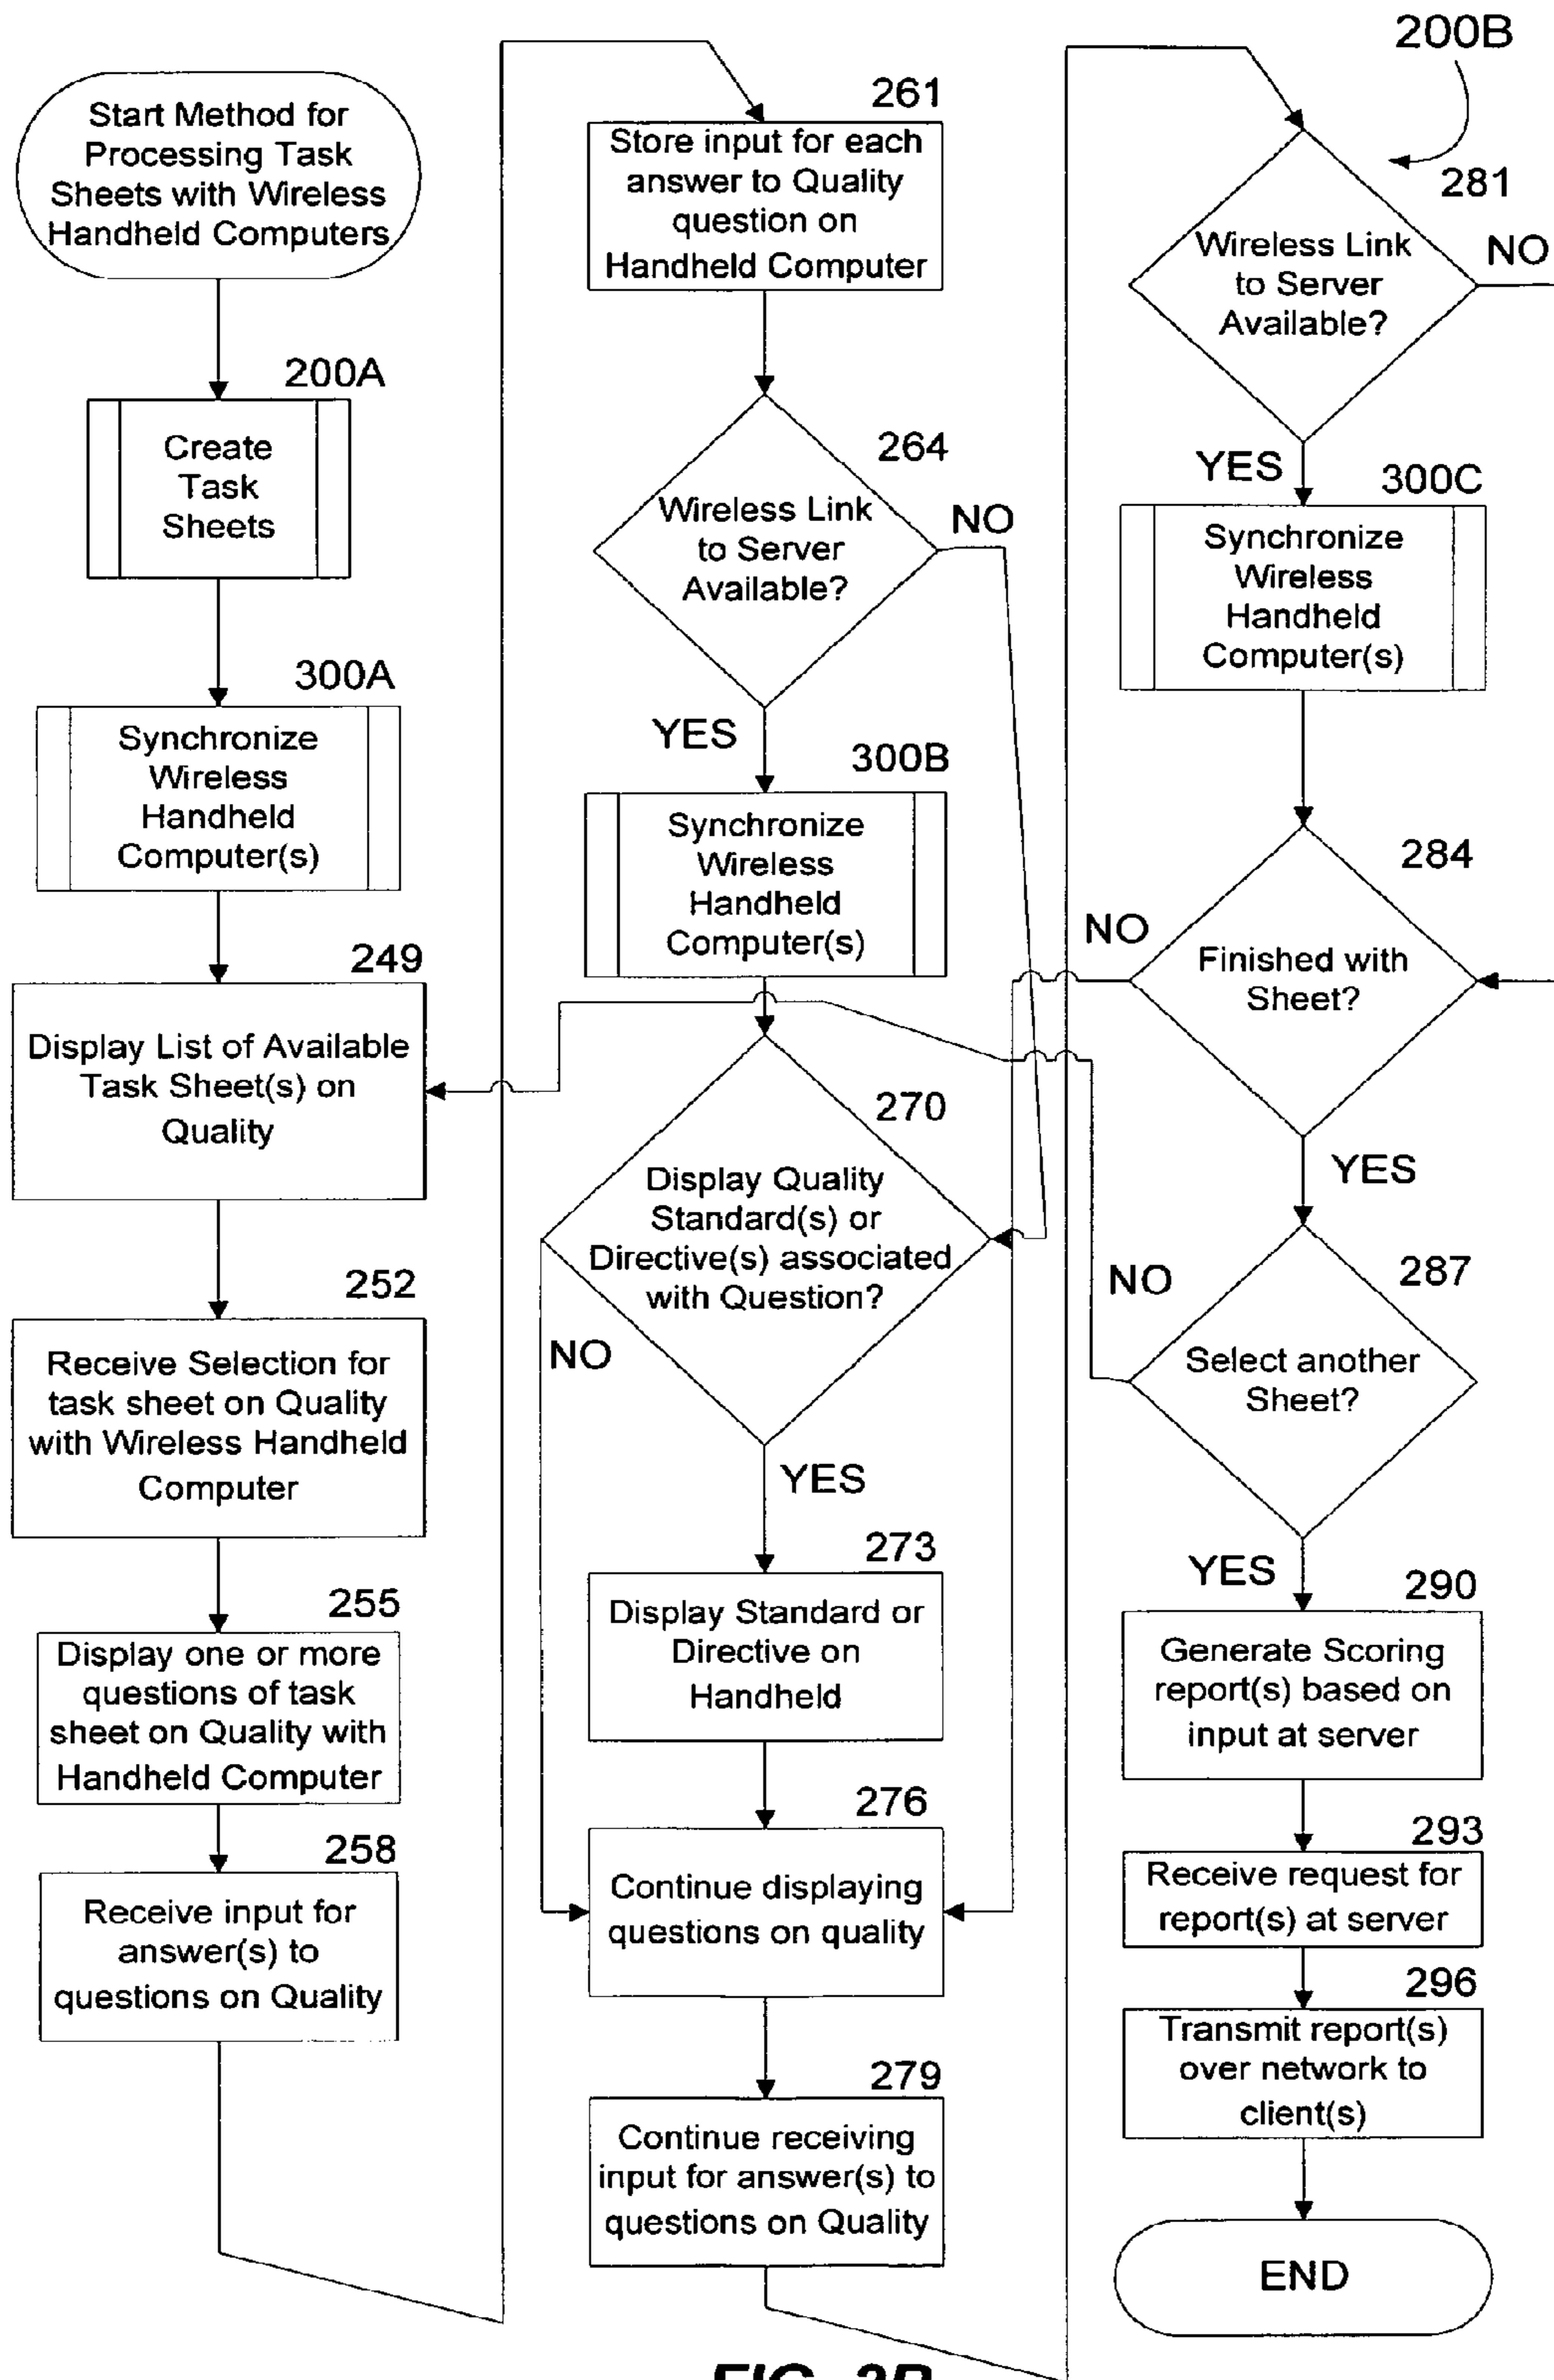 Start Method for
Processing Task
Sheets with Wireless
Handheld Computers
200A
Create
Task
Sheets
300A
Synchronize
Wireless
Handheld
Computer(s)
249
Display List of Available
Task Sheet(s) on
Quality
252
Receive Selection for
task sheet on Quality
with Wireless Handheld
Computer
255
Display one or more
questions of task
sheet on Quality with
Handheld Computer
258
Receive input for
answer(s) to
questions on Quality
261
Store input for each
answer to Quality
question on
Handheld Computer
264
Wireless Link
to Server
Available?
NO
YES
300B
Synchronize
Wireless
Handheld
Computer(s)
270
Display Quality
Standard(s) or
Directive(s) associated
with Question?
NO
YES
273
Display Standard or
Directive on
Handheld
276
Continue displaying
questions on quality
279
Continue receiving
input for answer(s) to
questions on Quality
200B
281
Wireless Link
to Server
Available?
NO
YES
300C
Synchronize
Wireless
Handheld
Computer(s)
284
NO
Finished with
Sheet?
YES
287
NO
Select another
Sheet?
YES
290
Generate Scoring
report(s) based on
input at server
293
Receive request for
report(s) at server
296
Transmit report(s)
over network to
client(s)
END